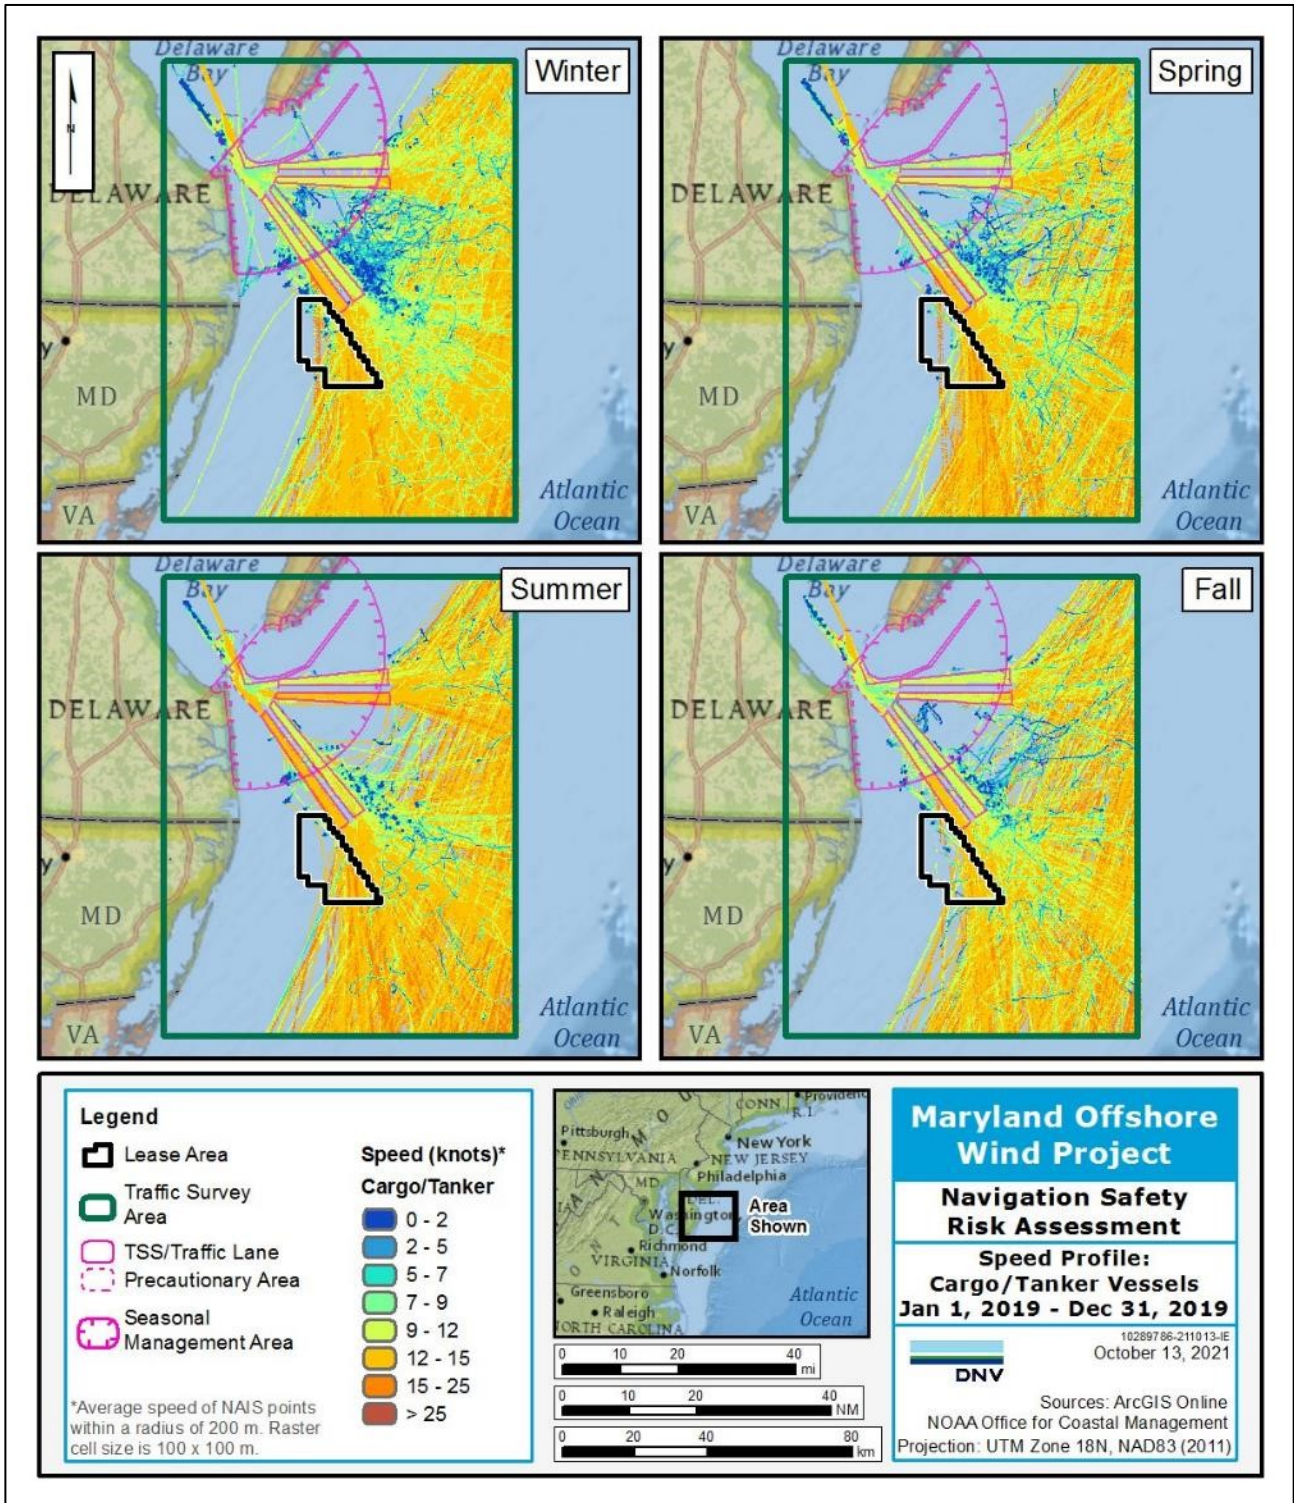 Delaware
Bay
Winter
N
DELAWARE
y
MD
VA
Atlantic
Ocean
Delaware
Bay
Spring
DELAWARE
y
MD
VA
Atlantic
Ocean
Delaware
Bay
Summer
DELAWARE
y
MD
VA
Atlantic
Ocean
Delaware
Bay
Fall
DELAWARE
y
MD
VA
Atlantic
Ocean
Legend
Lease Area
Traffic Survey
Area
TSS/Traffic Lane
Precautionary Area
Seasonal
Management Area
*Average speed of NAIS points
within a radius of 200 m. Raster
cell size is 100 x 100 m.
Speed (knots)*
Cargo/Tanker
0 - 2
2 - 5
5 - 7
7 - 9
9 - 12
12 - 15
15 - 25
> 25
CONN
Providenc
R.I.
Pittsburgh
New York
ENNSYLVANIA
NEW JERSEY
Philadelphia
MD
DEL.
Washington,
D.C.
Area
Shown
Richmond
VIRGINIA
Norfolk
Greensboro
Raleigh
NORTH CAROLINA
Atlantic
Ocean
0 10 20 40
mi
0 10 20 40
NM
0 20 40 80
km
Maryland Offshore
Wind Project
Navigation Safety
Risk Assessment
Speed Profile:
Cargo/Tanker Vessels
Jan 1, 2019 - Dec 31, 2019
10289786-211013-IE
October 13, 2021
DNV
Sources: ArcGIS Online
NOAA Office for Coastal Management
Projection: UTM Zone 18N, NAD83 (2011)